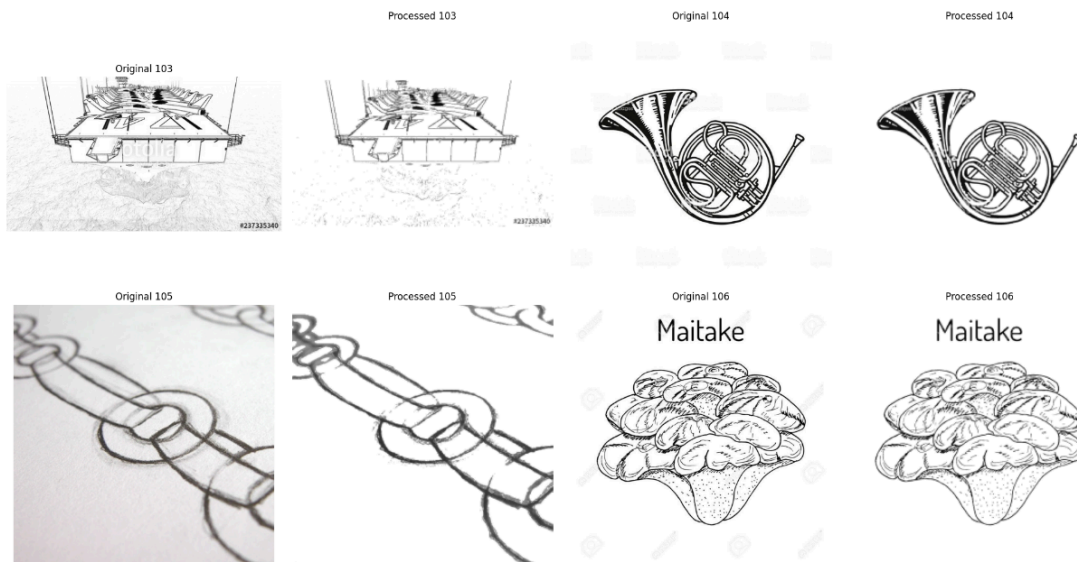 Processed 103
Original 104
Processed 104
Original 103
#237335340
#237335340
Original 105
Processed 105
Original 106
Processed 106
Maitake
Maitake